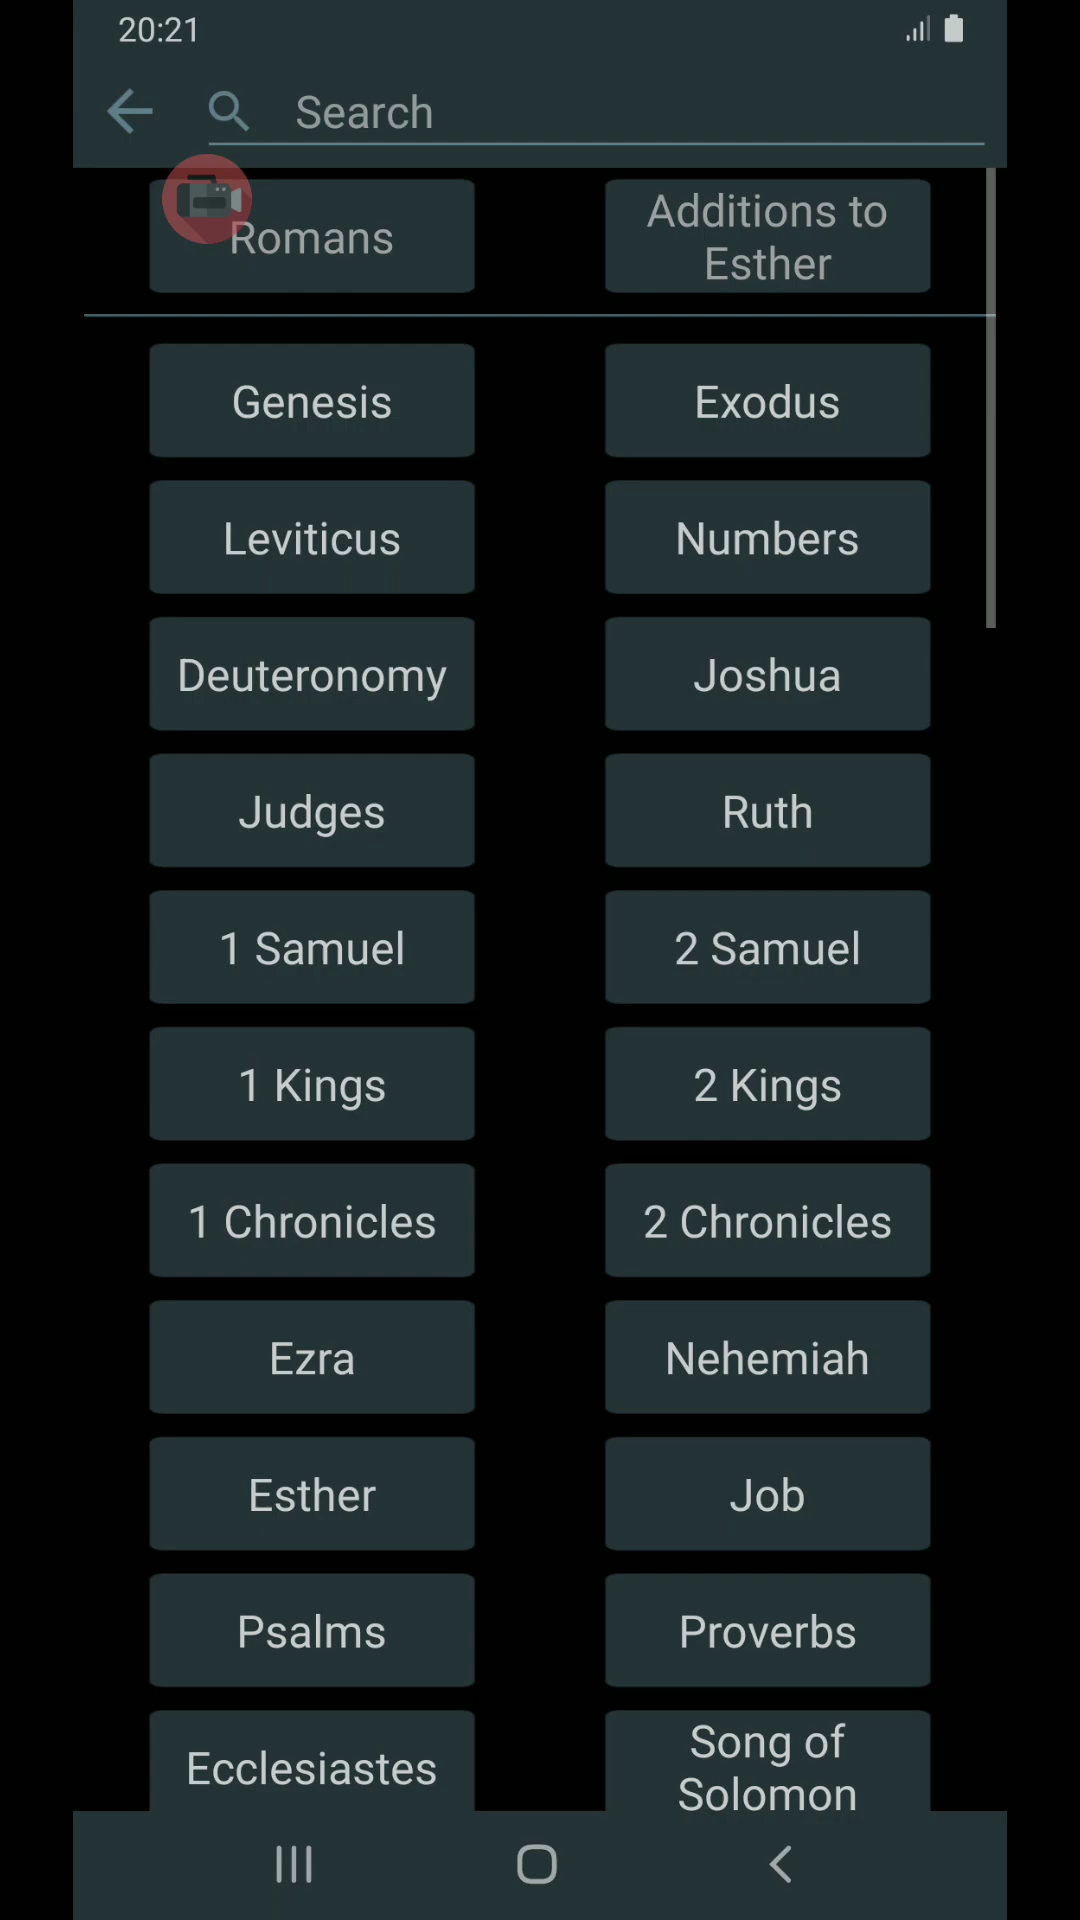 20:21
Search
Romans
Additions to
Esther
Genesis
Exodus
Leviticus
Numbers
Deuteronomy
Joshua
Judges
Ruth
1 Samuel
2 Samuel
1 Kings
2 Kings
1 Chronicles
2 Chronicles
Ezra
Nehemiah
Esther
Job
Psalms
Proverbs
Ecclesiastes
Song of
Solomon